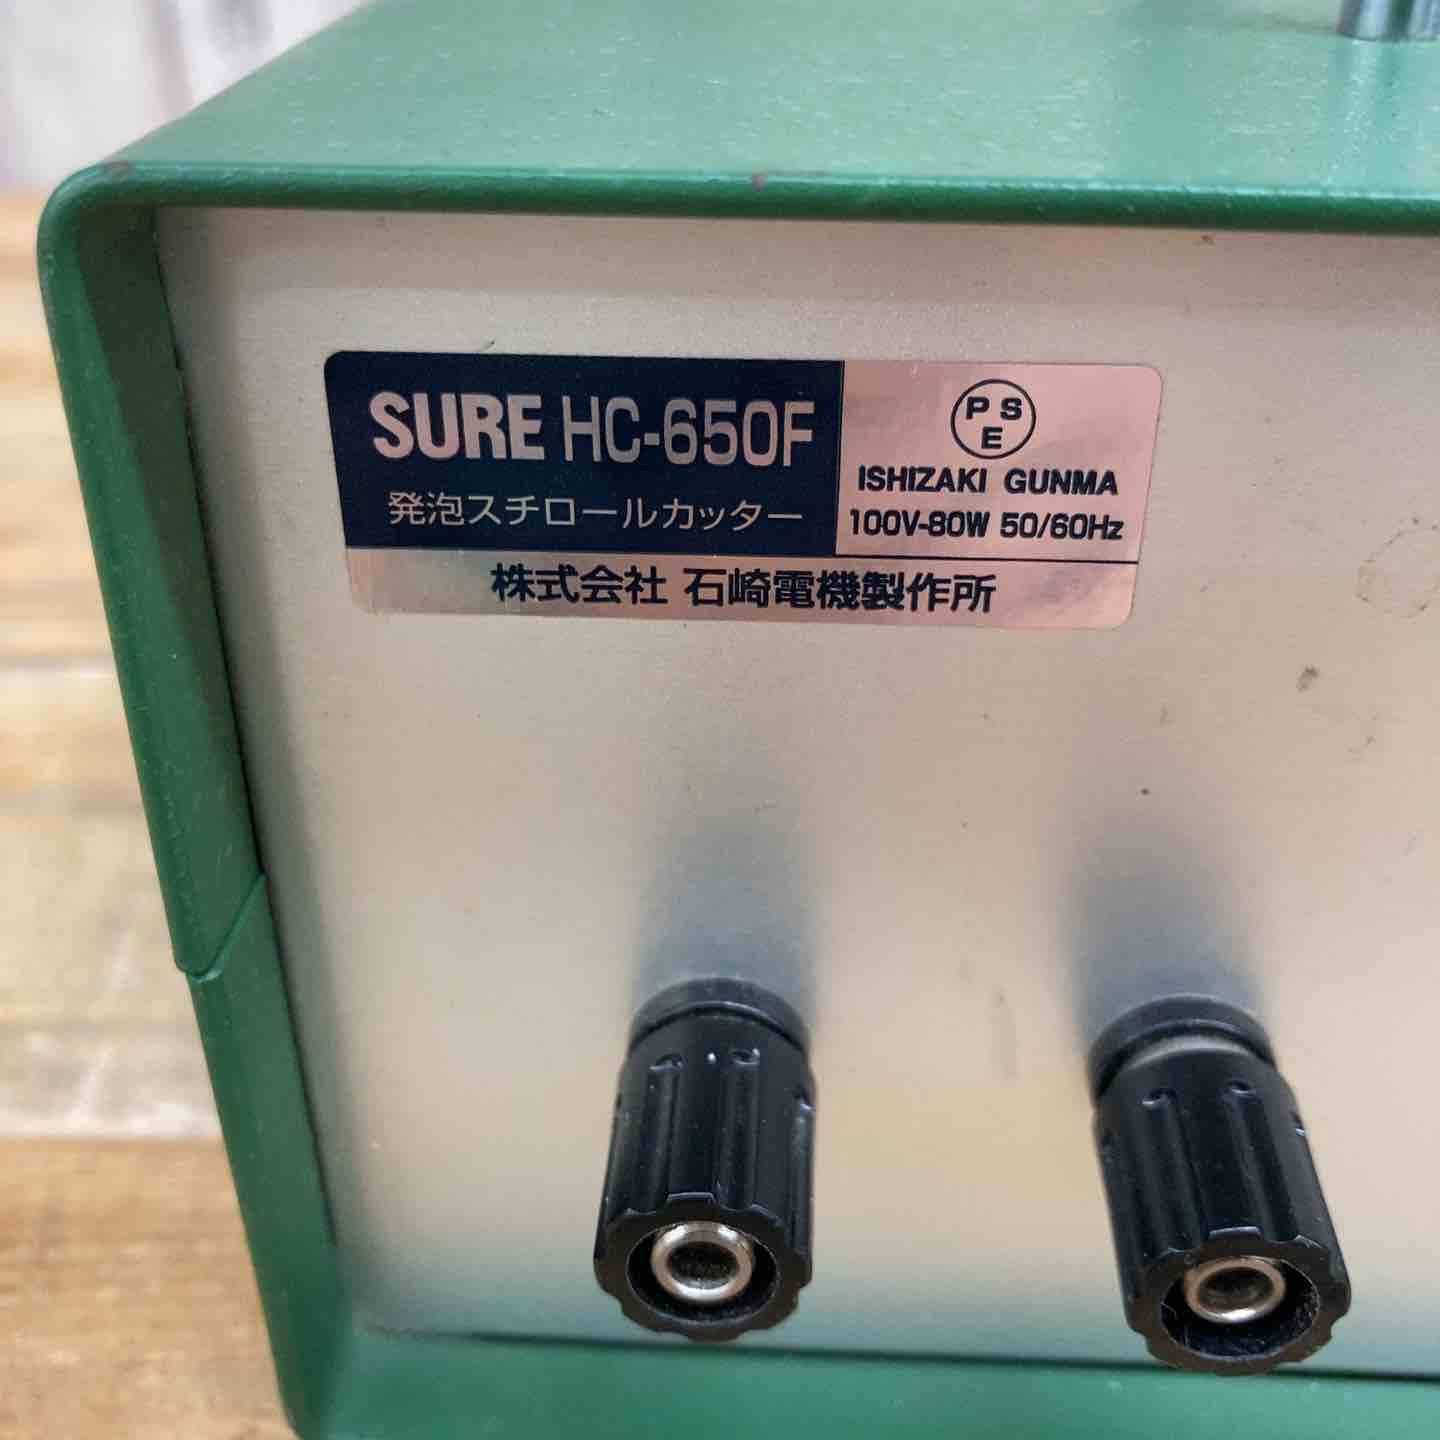 SURE HC-650F
発泡スチロールカッター
PSE
ISHIZAKI GUNMA
100V-80W 50/60Hz
株式会社 石崎電機製作所